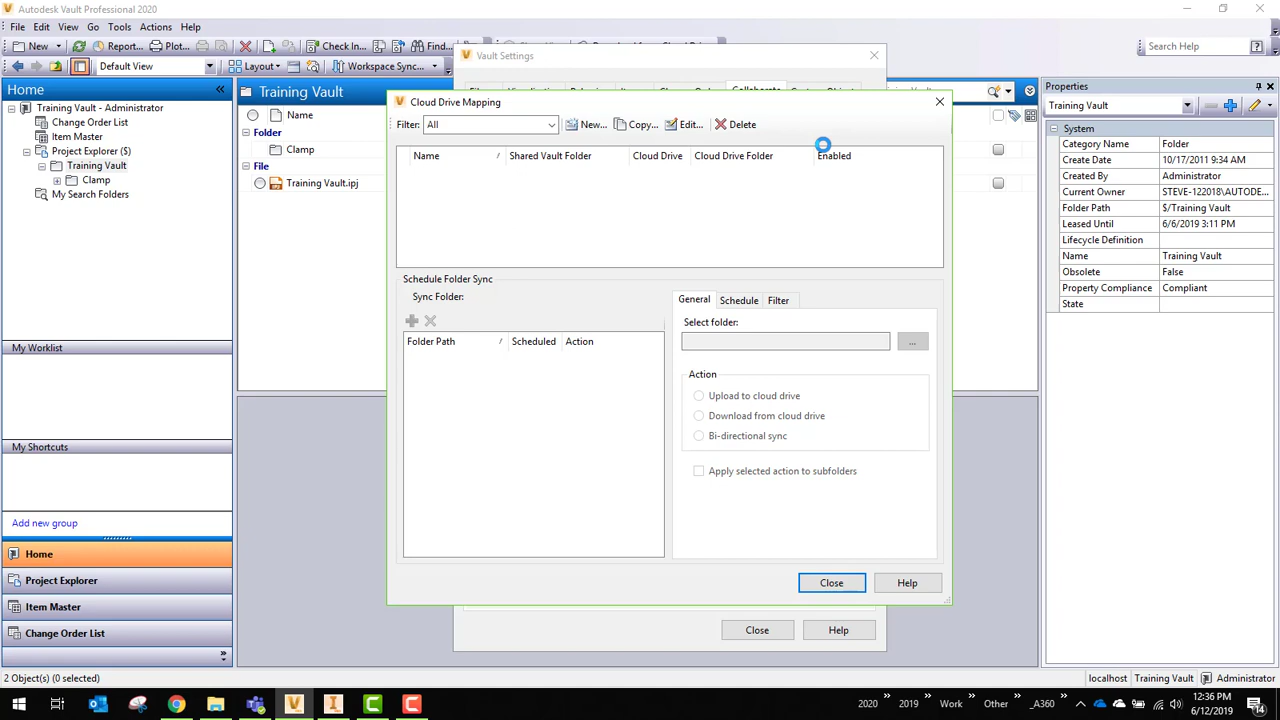 Autodesk Vault Professional 2020
File Edit View Go Tools Actions Help
New Report... Plot... Check In... Find...
Search Help ?
Default View Layout Workspace Sync...
Vault Settings
Home «
Training Vault - Administrator
Change Order List
Item Master
Project Explorer ($)
Training Vault
Clamp
My Search Folders
My Worklist
My Shortcuts
Add new group
Home
Project Explorer
Item Master
Change Order List
»
Training Vault
Name
Folder
Clamp
File
Training Vault.ipj
Cloud Drive Mapping
Filter: All New... Copy... Edit... Delete
Name Shared Vault Folder Cloud Drive Cloud Drive Folder Enabled
Schedule Folder Sync
Sync Folder:
Folder Path Scheduled Action
General Schedule Filter
Select folder:
...
Action
Upload to cloud drive
Download from cloud drive
Bi-directional sync
Apply selected action to subfolders
Close Help
Close Help
Properties
Training Vault
System
Category Name Folder
Create Date 10/17/2011 9:34 AM
Created By Administrator
Current Owner STEVE-122018\AUTODE...
Folder Path $/Training Vault
Leased Until 6/6/2019 3:11 PM
Lifecycle Definition
Name Training Vault
Obsolete False
Property Compliance Compliant
State
2 Object(s) (0 selected) localhost Training Vault Administrator
2020 » 2019 » Work » Other » _A360
12:36 PM
6/12/2019
14